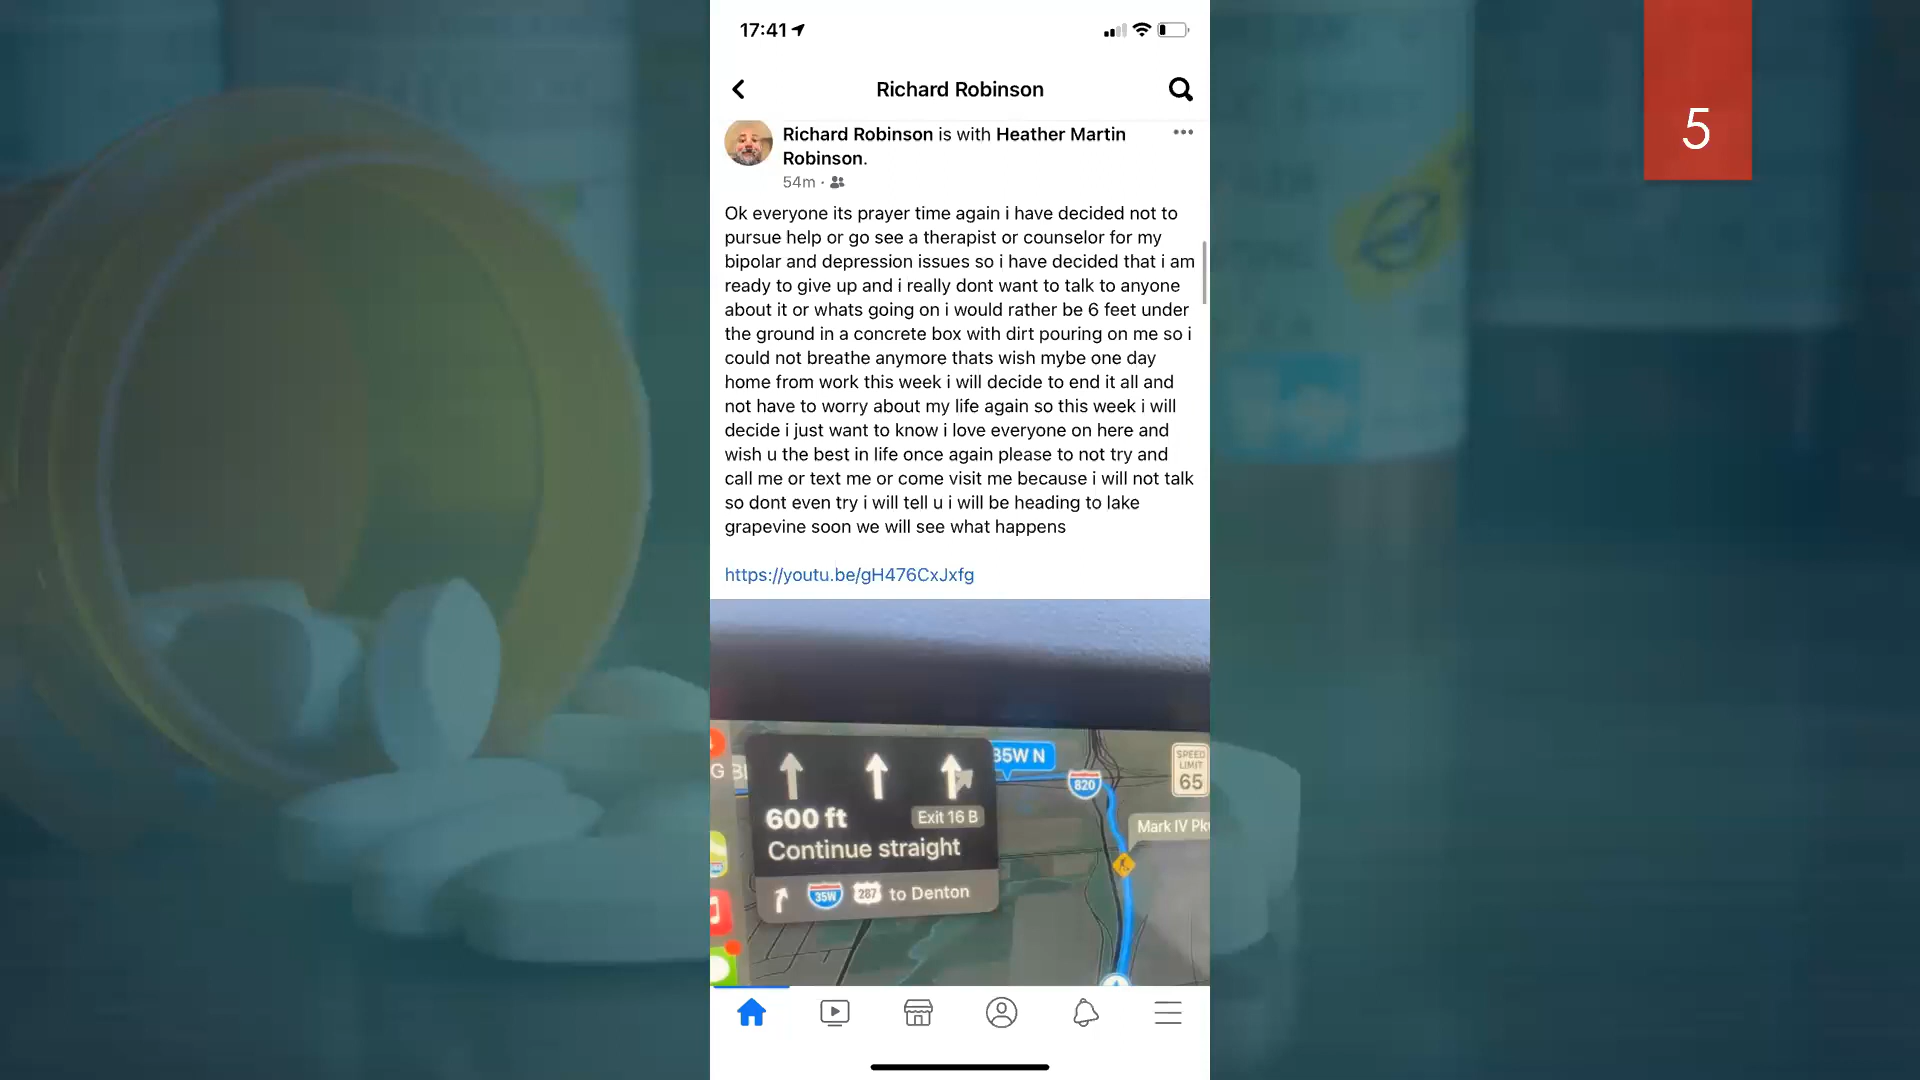 17:41
Richard Robinson
5
Richard Robinson is with Heather Martin
Robinson.
54m ·
Ok everyone its prayer time again i have decided not to
pursue help or go see a therapist or counselor for my
bipolar and depression issues so i have decided that i am
ready to give up and i really dont want to talk to anyone
about it or whats going on i would rather be 6 feet under
the ground in a concrete box with dirt pouring on me so i
could not breathe anymore thats wish mybe one day
home from work this week i will decide to end it all and
not have to worry about my life again so this week i will
decide i just want to know i love everyone on here and
wish u the best in life once again please to not try and
call me or text me or come visit me because i will not talk
so dont even try i will tell u i will be heading to lake
grapevine soon we will see what happens
https://youtu.be/gH476CxJxfg
35W N
820
SPEED
LIMIT
65
600 ft
Exit 16 B
Continue straight
Mark IV Pk
35W 287 to Denton